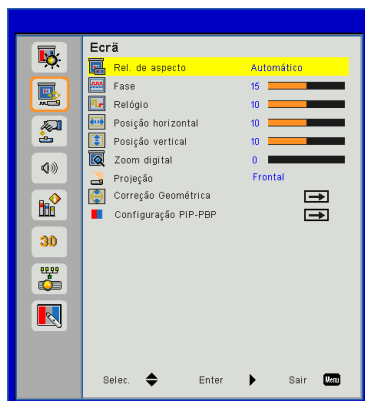 Ecrã
Rel. de aspecto Automático
Fase 15
Relógio 10
Posição horizontal 10
Posição vertical 10
Zoom digital 0
Projeção Frontal
Correção Geométrica
Configuração PIP-PBP
3D
Selec. Enter Sair Menu